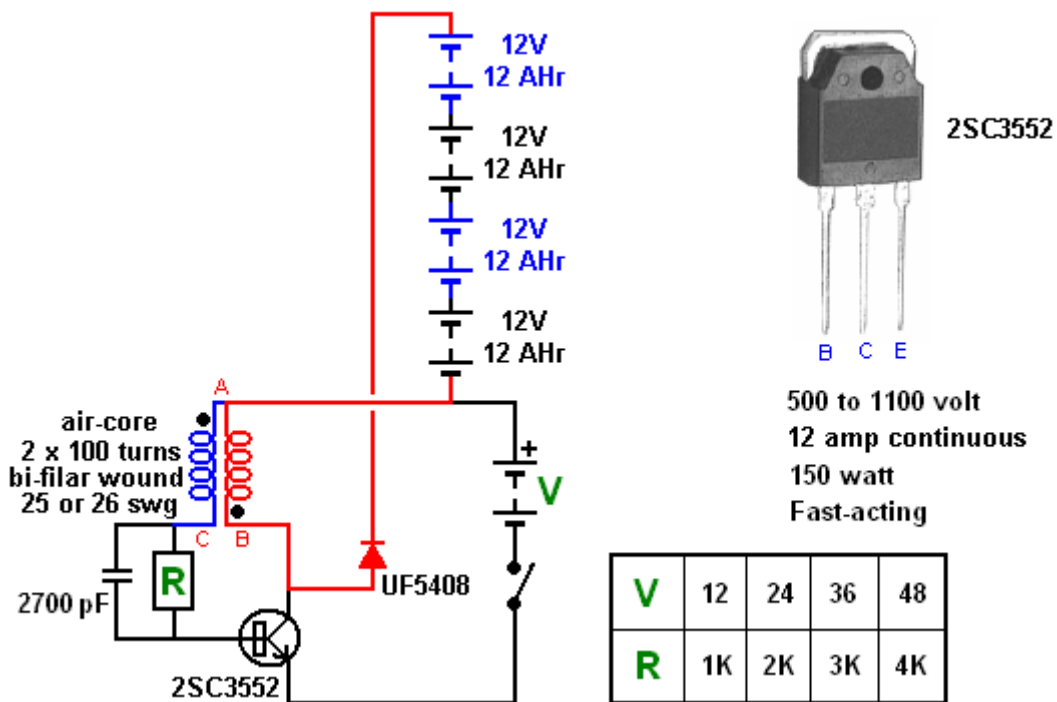 12V
12 AHr
12V
12 AHr
12V
12 AHr
12V
12 AHr
2SC3552
B C E
500 to 1100 volt
12 amp continuous
150 watt
Fast-acting
A
air-core
2 x 100 turns
bi-filar wound
25 or 26 swg
C B
+
V
R
2700 pF
UF5408
2SC3552
V 12 24 36 48
R 1K 2K 3K 4K